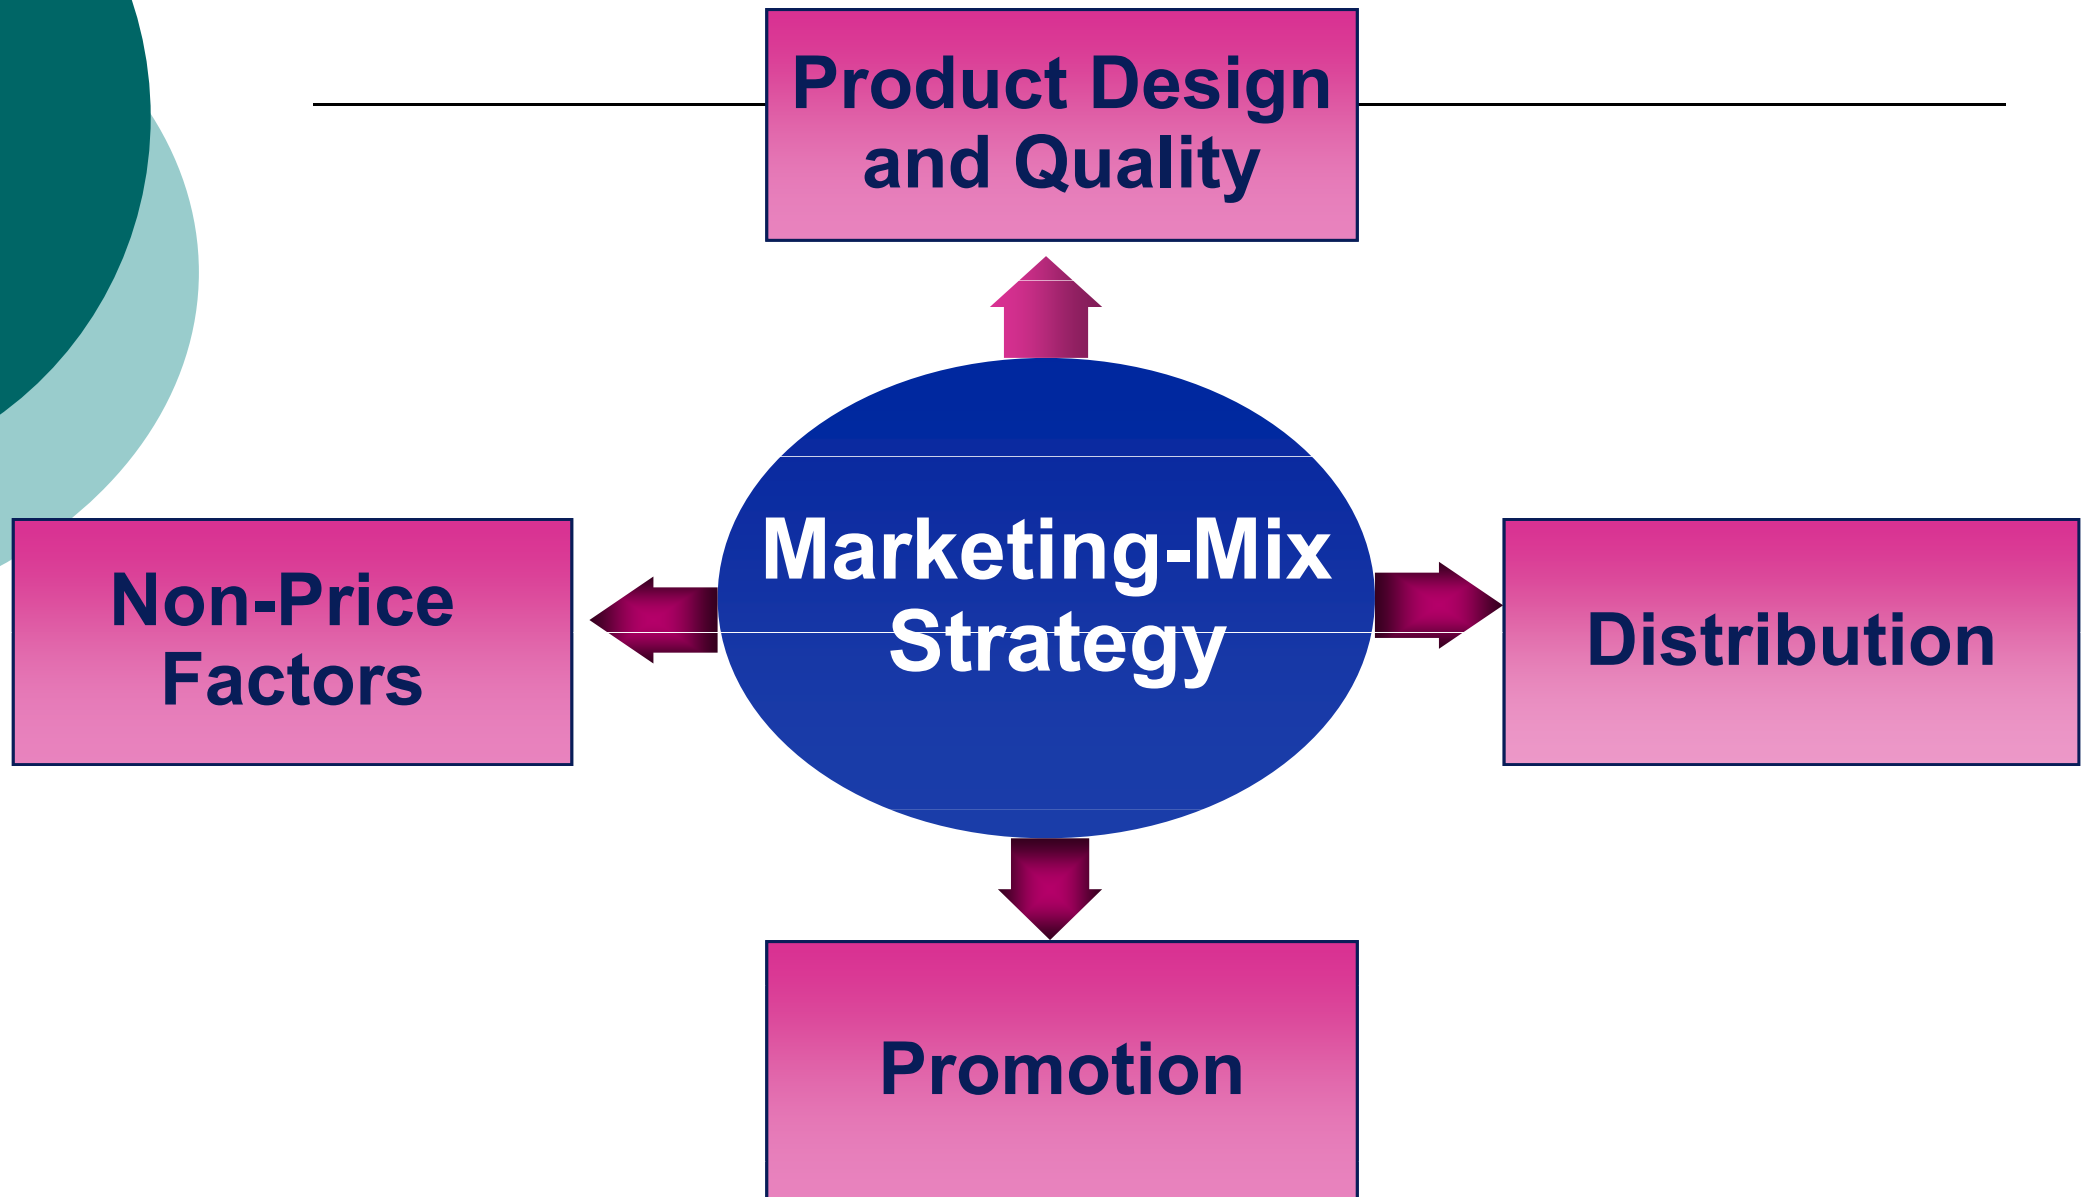 Product Design
and Quality
Marketing-Mix
Strategy
Non-Price
Factors
Distribution
Promotion